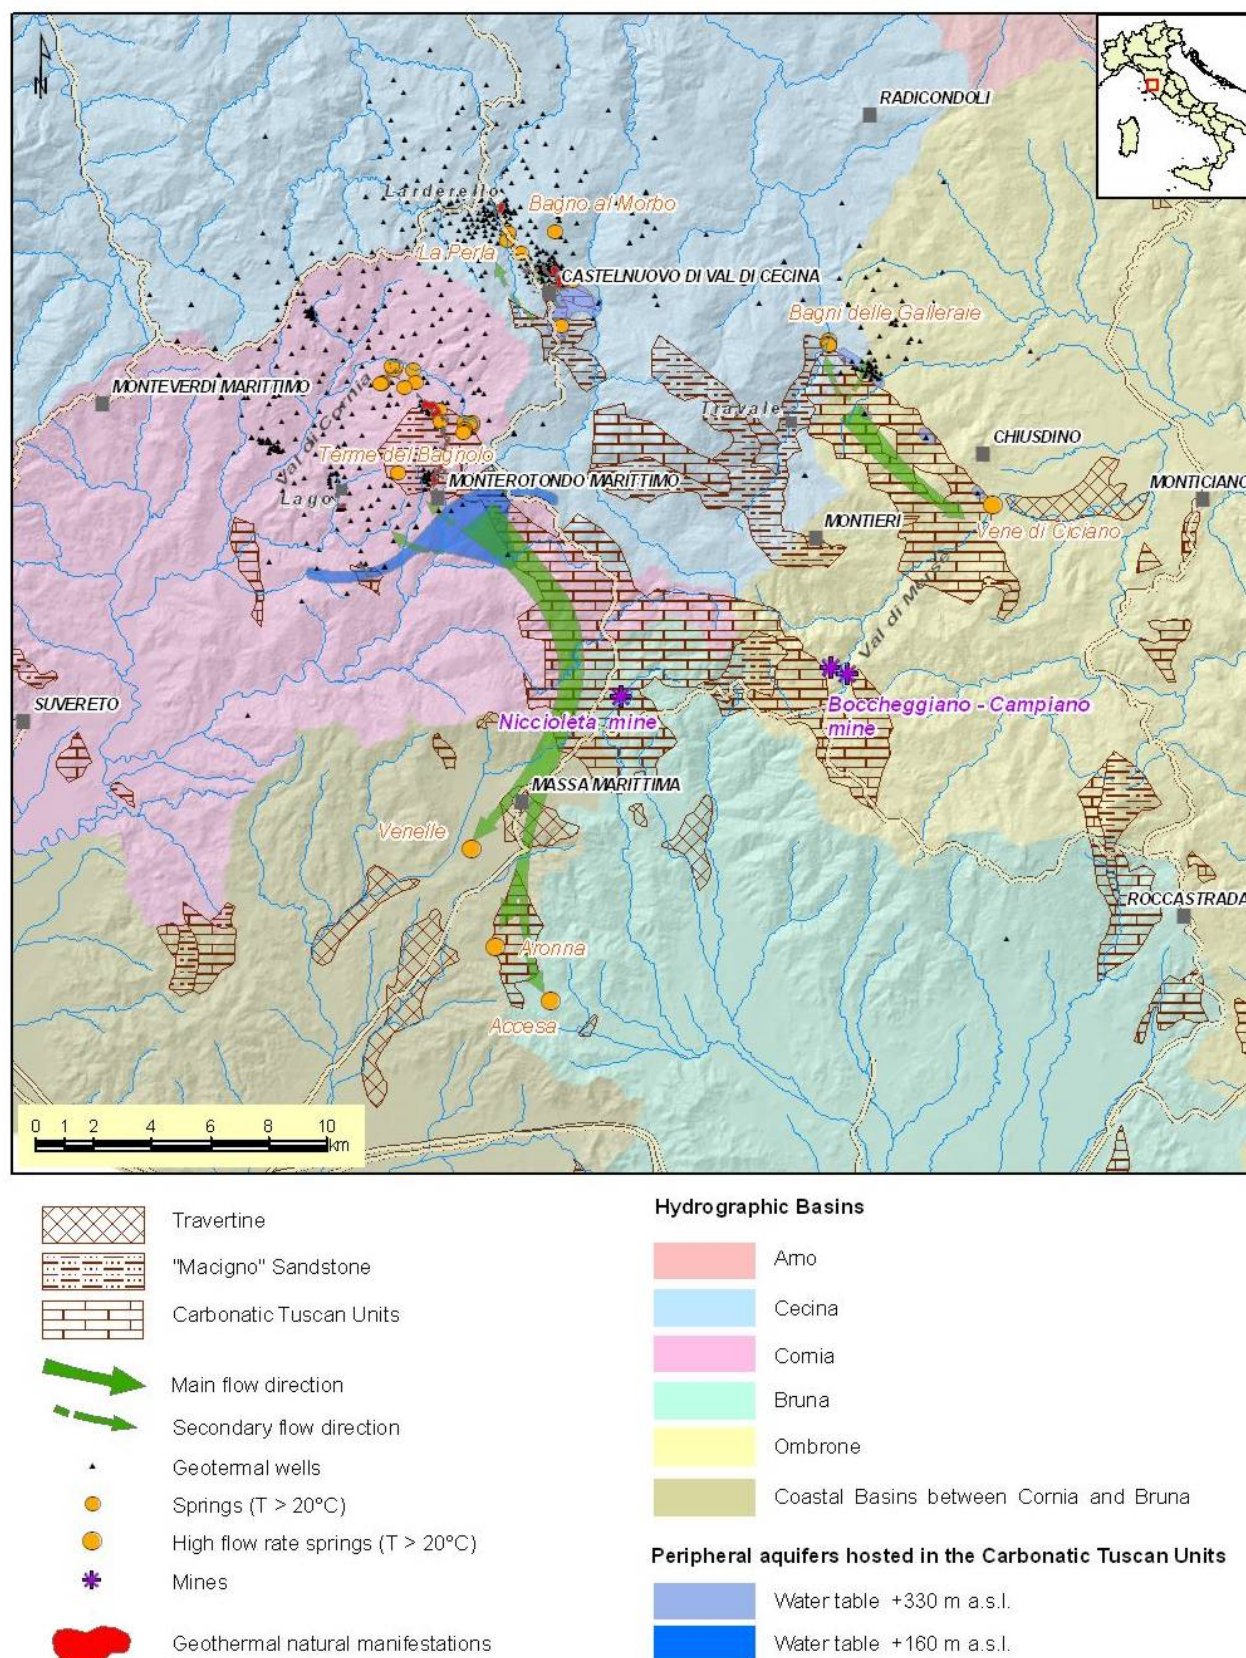 N
RADICONDOLI
Larderello
Bagno al Morbo
La Perla
CASTELNUOVO DI VAL DI CECINA
Bagni delle Galleraie
MONTEVERDI MARITTIMO
Val di Cornia
Travale
CHIUSDINO
Terme del Bagnolo
MONTEROTONDO MARITTIMO
MONTICIANO
Lago
MONTIERI
Vene di Ciciano
Val di Merse
SUVERETO
Niccioleta mine
Boccheggiano - Campiano
mine
MASSA MARITTIMA
Venelle
ROCCASTRADA
Aronna
Accesa
0 1 2 4 6 8 10
km
Travertine
"Macigno" Sandstone
Carbonatic Tuscan Units
Main flow direction
Secondary flow direction
Geotermal wells
Springs (T > 20°C)
High flow rate springs (T > 20°C)
Mines
Geothermal natural manifestations
Hydrographic Basins
Arno
Cecina
Cornia
Bruna
Ombrone
Coastal Basins between Cornia and Bruna
Peripheral aquifers hosted in the Carbonatic Tuscan Units
Water table +330 m a.s.l.
Water table +160 m a.s.l.